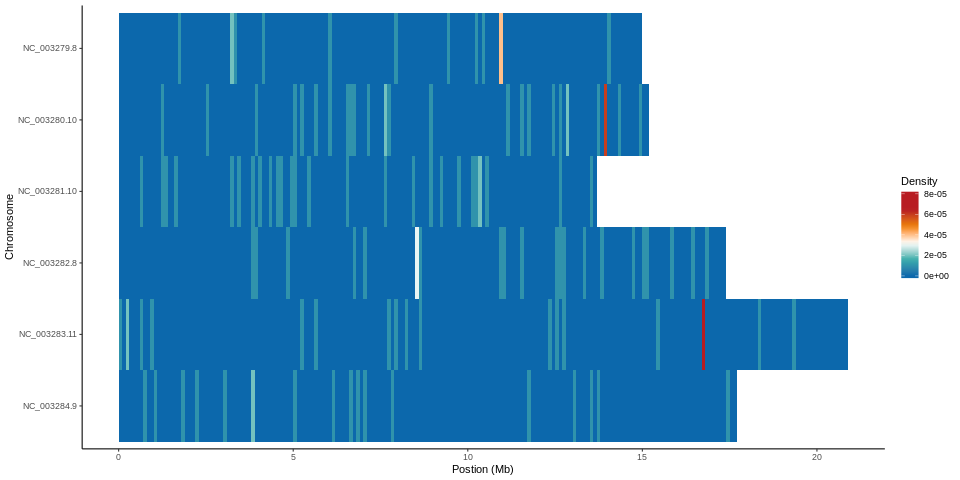 NC_003279.8
NC_003280.10
NC_003281.10
NC_003282.8
NC_003283.11
NC_003284.9
Chromosome
0
5
10
15
20
Postion (Mb)
Density
8e-05
6e-05
4e-05
2e-05
0e+00